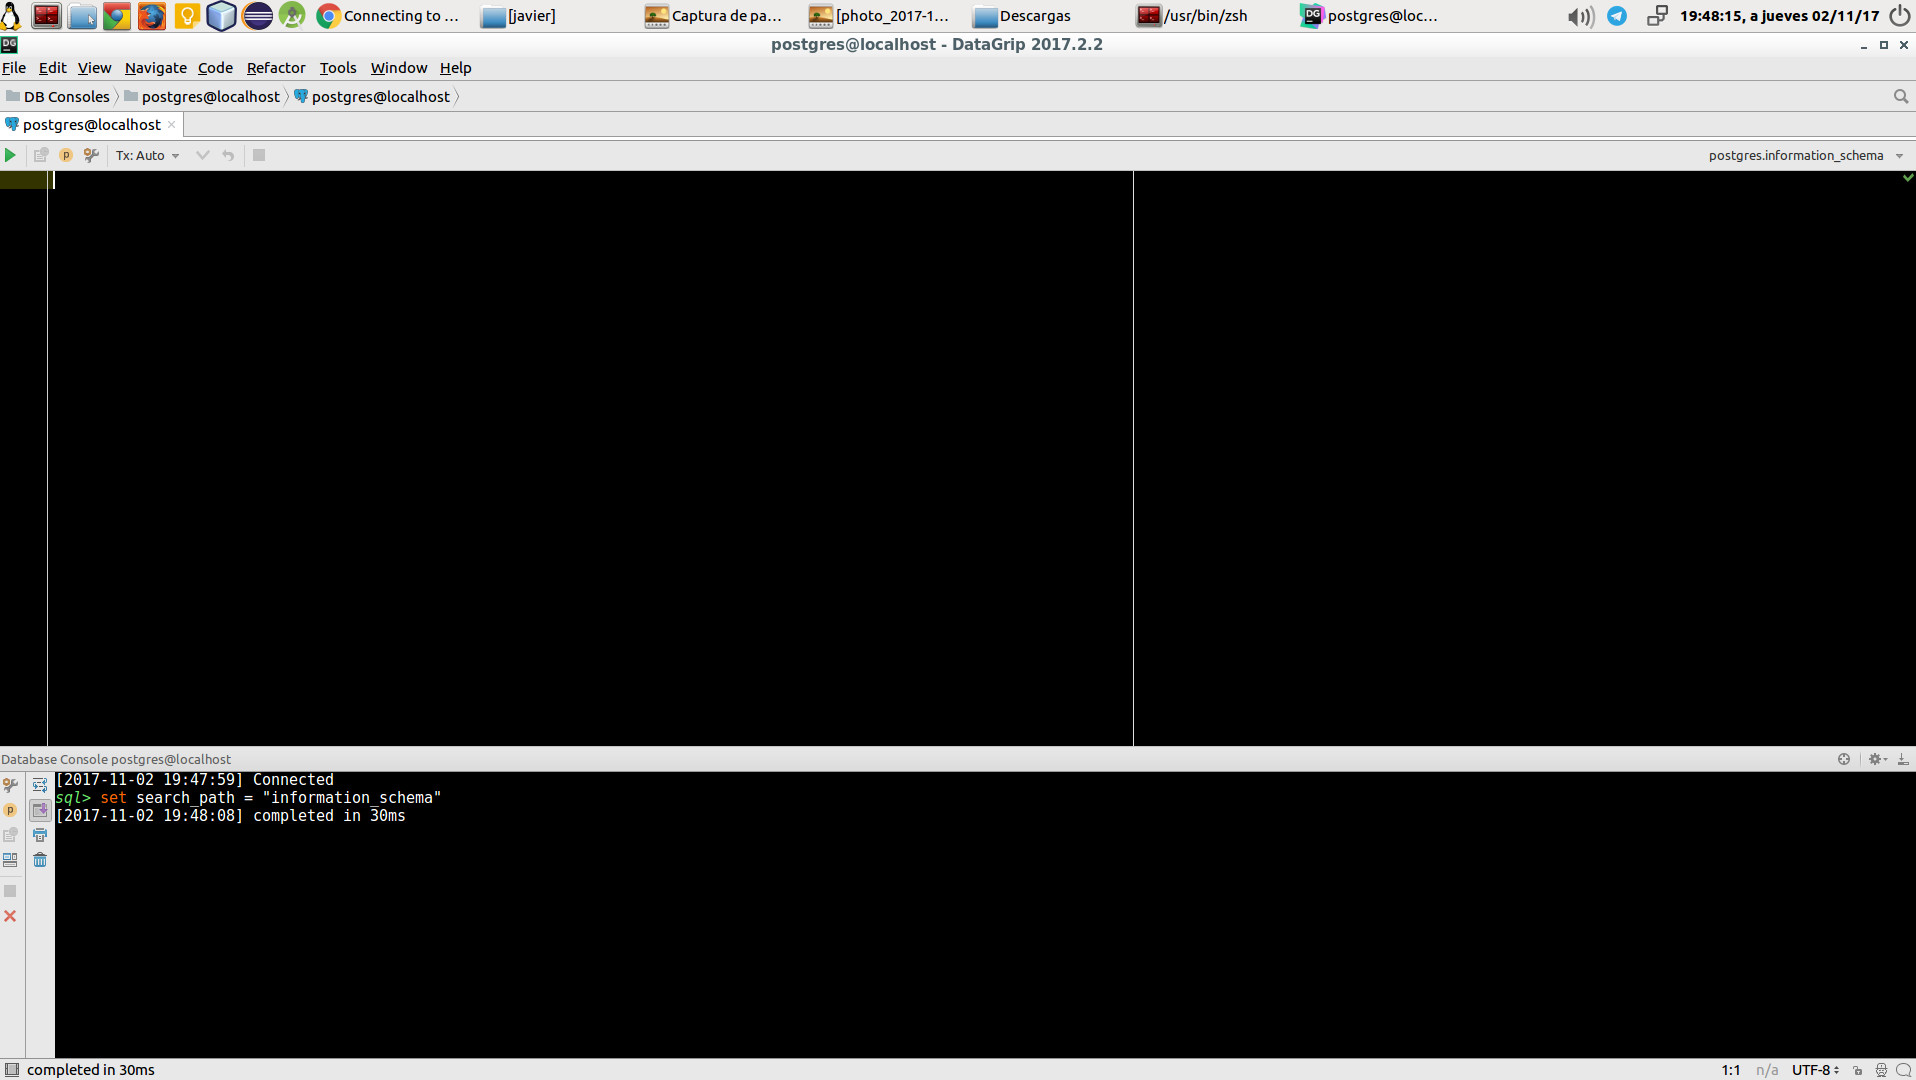 Connecting to ...
[javier]
Captura de pa...
[photo_2017-1...
Descargas
/usr/bin/zsh
DG
postgres@loc...
19:48:15, a jueves 02/11/17
DG
postgres@localhost - DataGrip 2017.2.2
File Edit View Navigate Code Refactor Tools Window Help
DB Consoles
postgres@localhost
postgres@localhost
postgres@localhost
p
Tx: Auto
postgres.information_schema
Database Console postgres@localhost
[2017-11-02 19:47:59] Connected
sql> set search_path = "information_schema"
[2017-11-02 19:48:08] completed in 30ms
p
completed in 30ms
1:1
n/a
UTF-8